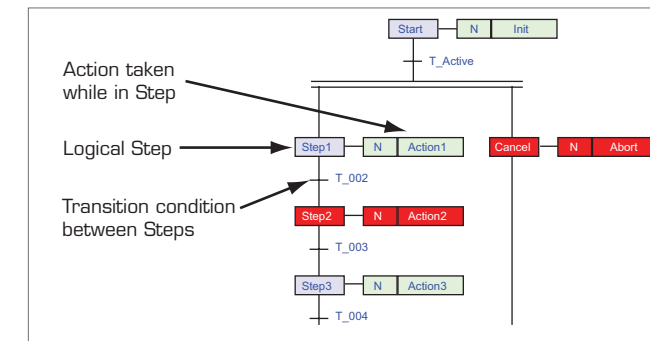 Start N Init
T_Active
Action taken
while in Step
Logical Step
Step1 N Action1
Cancel N Abort
T_002
Transition condition
between Steps
Step2 N Action2
T_003
Step3 N Action3
T_004